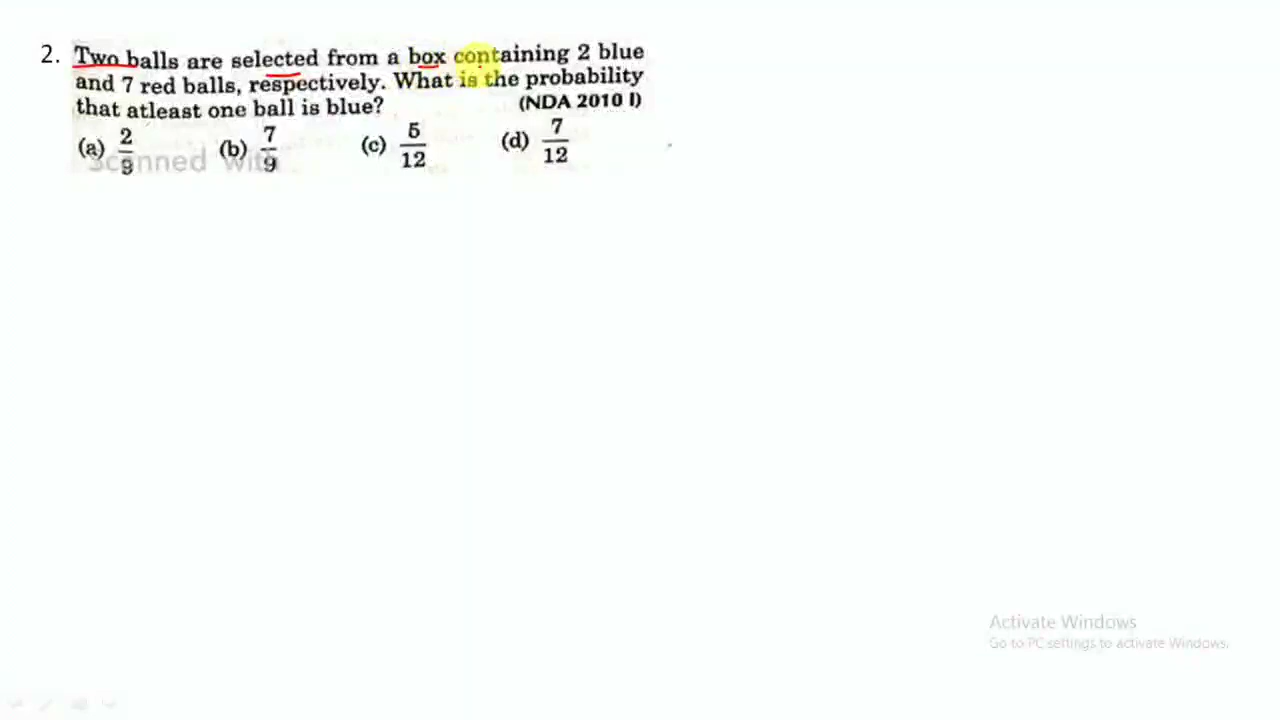 2. Two balls are selected from a box containing 2 blue
and 7 red balls, respectively. What is the probability
that atleast one ball is blue? (NDA 2010 I)
(a) 2/9 (b) 7/9 (c) 5/12 (d) 7/12
Scanned with
Activate Windows
Go to PC settings to activate Windows.